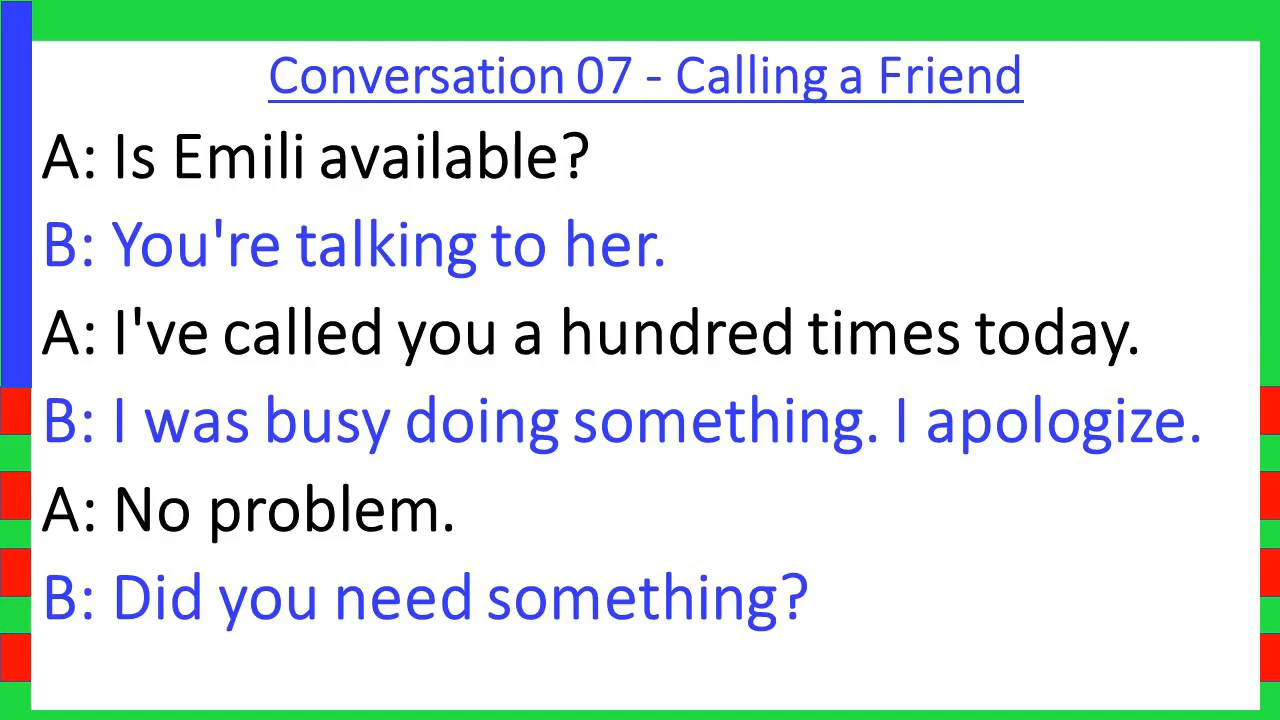 Conversation 07 - Calling a Friend
A: Is Emili available?
B: You're talking to her.
A: I've called you a hundred times today.
B: I was busy doing something. I apologize.
A: No problem.
B: Did you need something?